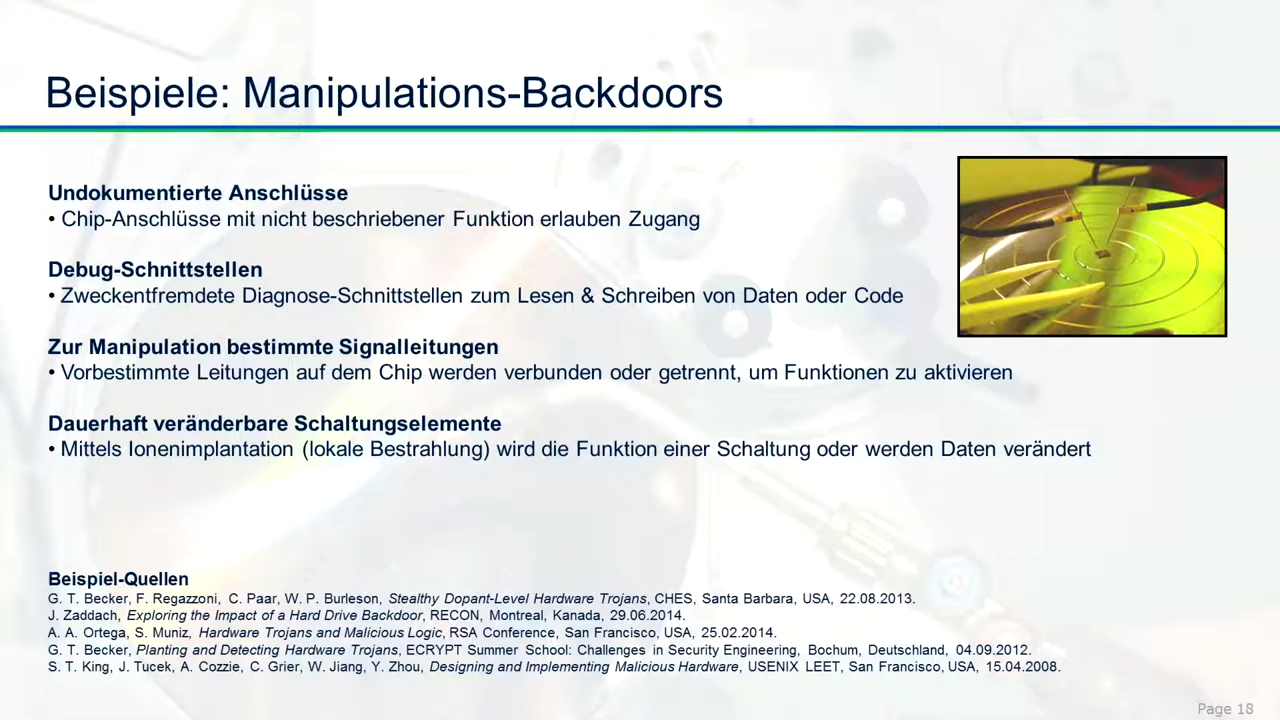 Beispiele: Manipulations-Backdoors
Undokumentierte Anschlüsse
• Chip-Anschlüsse mit nicht beschriebener Funktion erlauben Zugang
Debug-Schnittstellen
• Zweckentfremdete Diagnose-Schnittstellen zum Lesen & Schreiben von Daten oder Code
Zur Manipulation bestimmte Signalleitungen
• Vorbestimmte Leitungen auf dem Chip werden verbunden oder getrennt, um Funktionen zu aktivieren
Dauerhaft veränderbare Schaltungselemente
• Mittels Ionenimplantation (lokale Bestrahlung) wird die Funktion einer Schaltung oder werden Daten verändert
Beispiel-Quellen
G. T. Becker, F. Regazzoni, C. Paar, W. P. Burleson, Stealthy Dopant-Level Hardware Trojans, CHES, Santa Barbara, USA, 22.08.2013.
J. Zaddach, Exploring the Impact of a Hard Drive Backdoor, RECON, Montreal, Kanada, 29.06.2014.
A. A. Ortega, S. Muniz, Hardware Trojans and Malicious Logic, RSA Conference, San Francisco, USA, 25.02.2014.
G. T. Becker, Planting and Detecting Hardware Trojans, ECRYPT Summer School: Challenges in Security Engineering, Bochum, Deutschland, 04.09.2012.
S. T. King, J. Tucek, A. Cozzie, C. Grier, W. Jiang, Y. Zhou, Designing and Implementing Malicious Hardware, USENIX LEET, San Francisco, USA, 15.04.2008.
Page 18